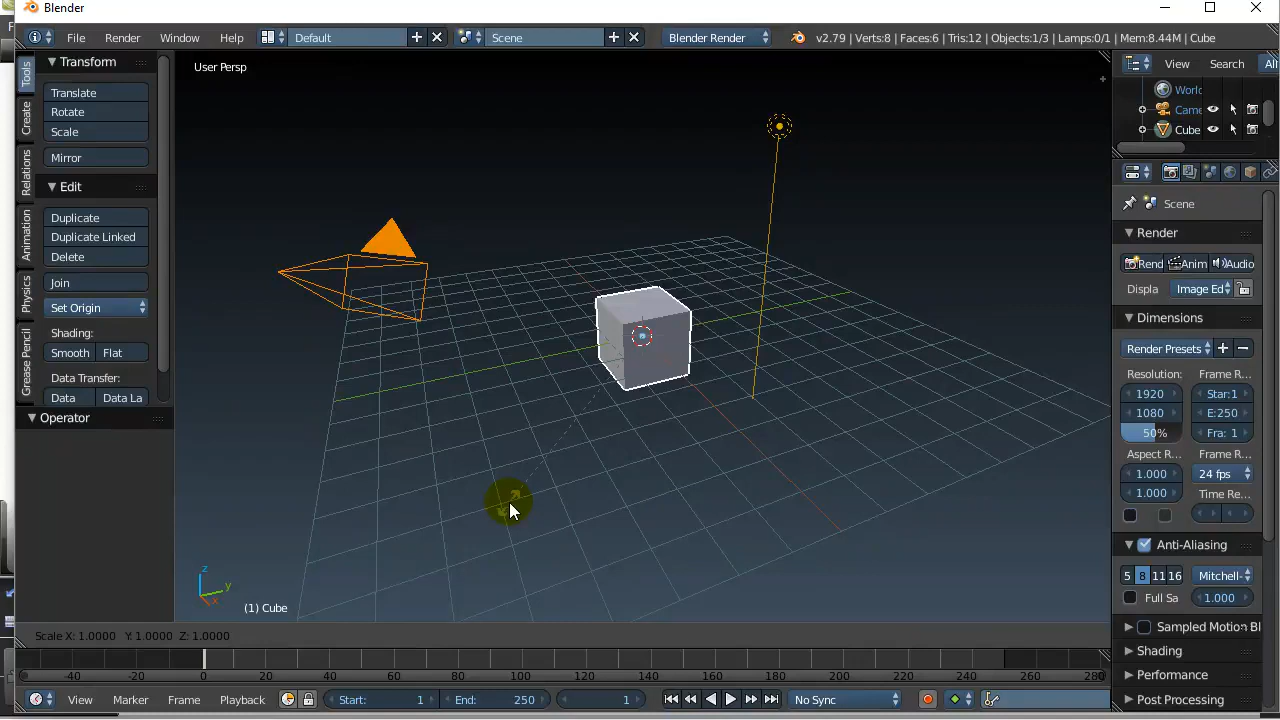 Blender
File Render Window Help Default Scene Blender Render v2.79 | Verts:8 | Faces:6 | Tris:12 | Objects:1/3 | Lamps:0/1 | Mem:8.44M | Cube
Tools
Create
Relations
Animation
Physics
Grease Pencil
Transform
Translate
Rotate
Scale
Mirror
Edit
Duplicate
Duplicate Linked
Delete
Join
Set Origin
Shading:
Smooth Flat
Data Transfer:
Data Data La
Operator
User Persp
z
y
x
(1) Cube
Scale X: 1.0000 Y: 1.0000 Z: 1.0000
View Search All
World
Came
Cube
Scene
Render
Rend Anim Audio
Displa Image Ed
Dimensions
Render Presets
Resolution: Frame R...
1920 Star:1
1080 E:250
50% Fra: 1
Aspect R... Frame R...
1.000 24 fps
1.000 Time Re...
Anti-Aliasing
5 8 11 16 Mitchell-
Full Sa 1.000
Sampled Motion Bl
Shading
Performance
Post Processing
-40 -20 0 20 40 60 80 100 120 140 160 180 200 220 240 260 280
View Marker Frame Playback Start: 1 End: 250 1 No Sync